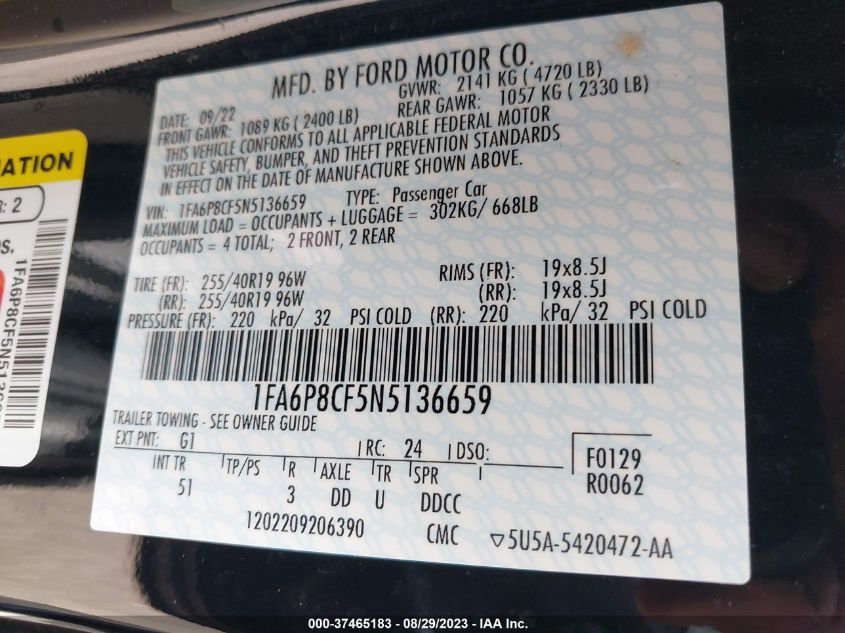 MFD. BY FORD MOTOR CO.
DATE: 09/22 GVWR: 2141 KG ( 4720 LB)
FRONT GAWR: 1089 KG ( 2400 LB) REAR GAWR: 1057 KG ( 2330 LB)
THIS VEHICLE CONFORMS TO ALL APPLICABLE FEDERAL MOTOR
VEHICLE SAFETY, BUMPER, AND THEFT PREVENTION STANDARDS
IN EFFECT ON THE DATE OF MANUFACTURE SHOWN ABOVE.
VIN: 1FA6P8CF5N5136659 TYPE: Passenger Car
MAXIMUM LOAD = OCCUPANTS + LUGGAGE = 302KG/ 668LB
OCCUPANTS = 4 TOTAL; 2 FRONT, 2 REAR
TIRE (FR): 255/40R19 96W RIMS (FR): 19x8.5J
(RR): 255/40R19 96W (RR): 19x8.5J
PRESSURE (FR): 220 kPa/ 32 PSI COLD (RR): 220 kPa/ 32 PSI COLD
1FA6P8CF5N5136659
TRAILER TOWING - SEE OWNER GUIDE
EXT PNT: G1 RC: 24 DSO: F0129
INT TR TP/PS R AXLE TR SPR R0062
51 3 DD U DDCC
1202209206390 CMC ▽5U5A-5420472-AA
MATION
R: 2
S.
1FA6P8CF5N5136
000-37465183 - 08/29/2023 - IAA Inc.